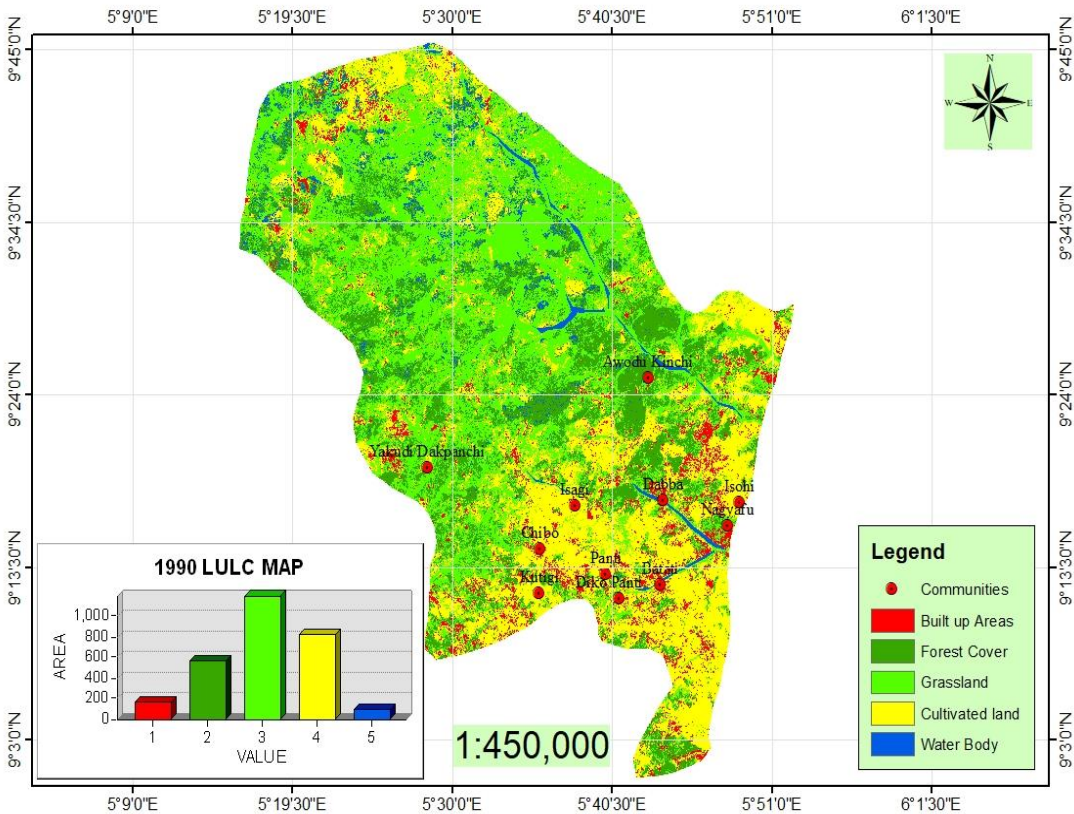 5°9'0"E 5°19'30"E 5°30'0"E 5°40'30"E 5°51'0"E 6°1'30"E
9°45'0"N 9°45'0"N
N
W E
S
9°34'30"N 9°34'30"N
Awodu Kinchi
9°24'0"N 9°24'0"N
Yakudi Dakpanchi
Dabba
Isohi
Isagi
Nagyatu
Chibo
Panti
Kutigi
Diko Panti
Batati
9°13'30"N 9°13'30"N
1990 LULC MAP
AREA
1,000
800
600
400
200
0
1 2 3 4 5
VALUE
1:450,000
Legend
Communities
Built up Areas
Forest Cover
Grassland
Cultivated land
Water Body
9°3'0"N 9°3'0"N
5°9'0"E 5°19'30"E 5°30'0"E 5°40'30"E 5°51'0"E 6°1'30"E